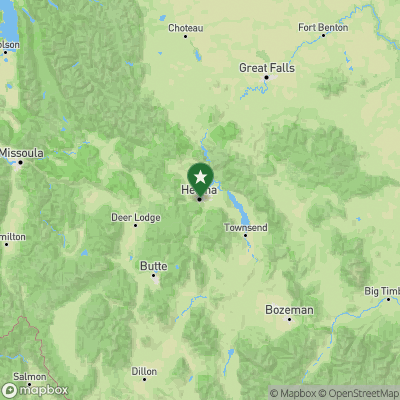 Choteau
Fort Benton
olson
Great Falls
Missoula
Helena
Deer Lodge
Townsend
milton
Butte
Big Timb
Bozeman
Dillon
Salmon
mapbox
© Mapbox © OpenStreetMap